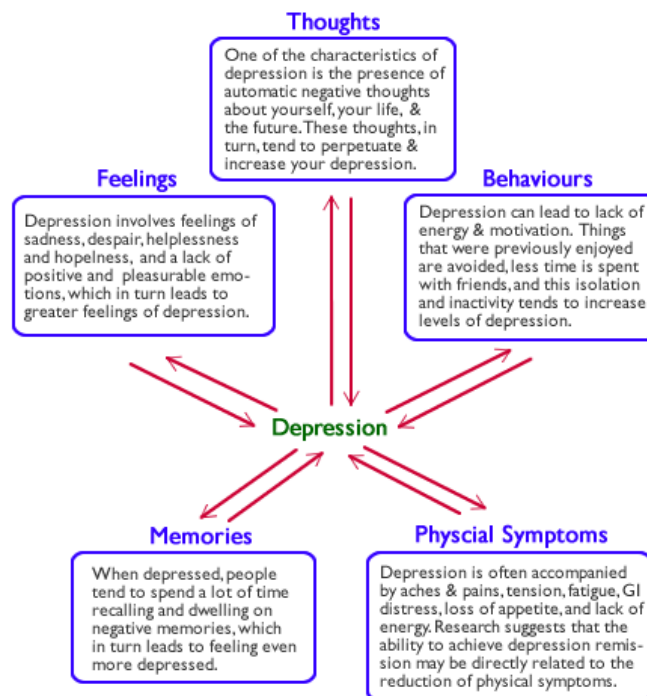 Thoughts
One of the characteristics of
depression is the presence of
automatic negative thoughts
about yourself, your life, &
the future. These thoughts, in
turn, tend to perpetuate &
increase your depression.
Feelings
Depression involves feelings of
sadness, despair, helplessness
and hopelness, and a lack of
positive and pleasurable emo-
tions, which in turn leads to
greater feelings of depression.
Behaviours
Depression can lead to lack of
energy & motivation. Things
that were previously enjoyed
are avoided, less time is spent
with friends, and this isolation
and inactivity tends to increase
levels of depression.
Depression
Memories
When depressed, people
tend to spend a lot of time
recalling and dwelling on
negative memories, which
in turn leads to feeling even
more depressed.
Physcial Symptoms
Depression is often accompanied
by aches & pains, tension, fatigue, GI
distress, loss of appetite, and lack of
energy. Research suggests that the
ability to achieve depression remis-
sion may be directly related to the
reduction of physical symptoms.